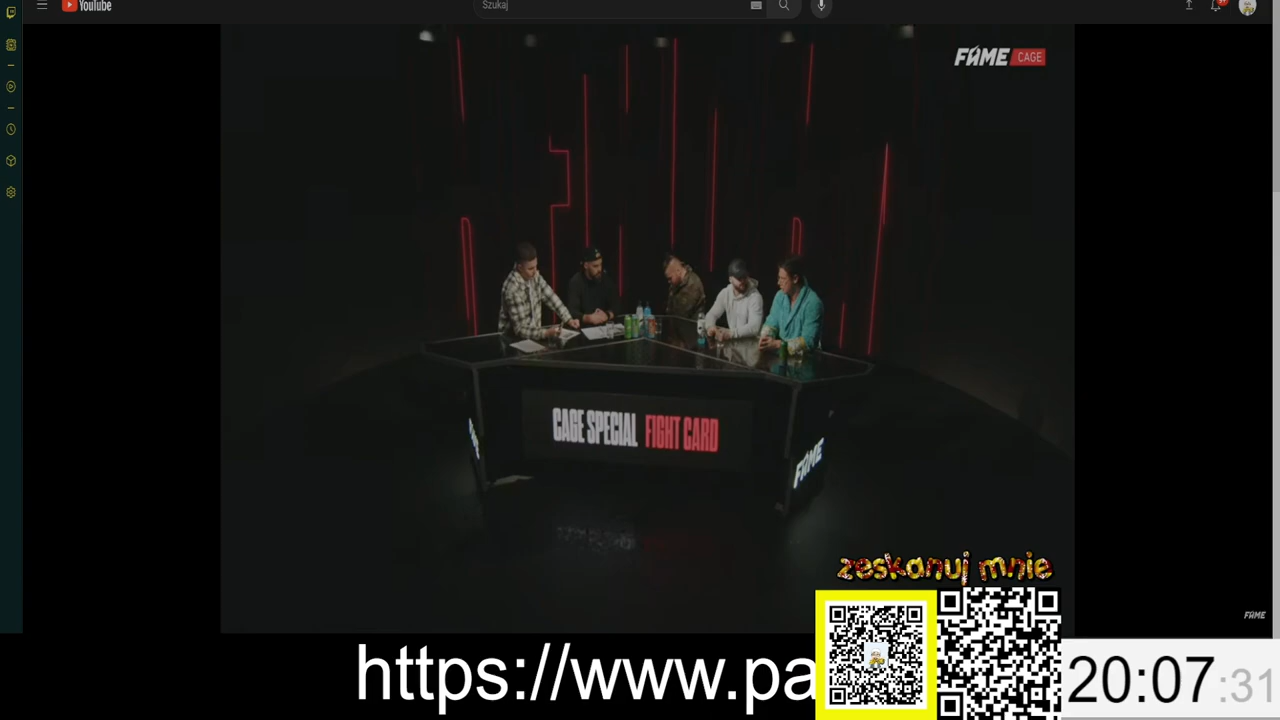 YouTube
Szukaj
FAME CAGE
CAGE SPECIAL FIGHT CARD
FAME
zeskanuj mnie
FAME
https://www.pa
20:07:31